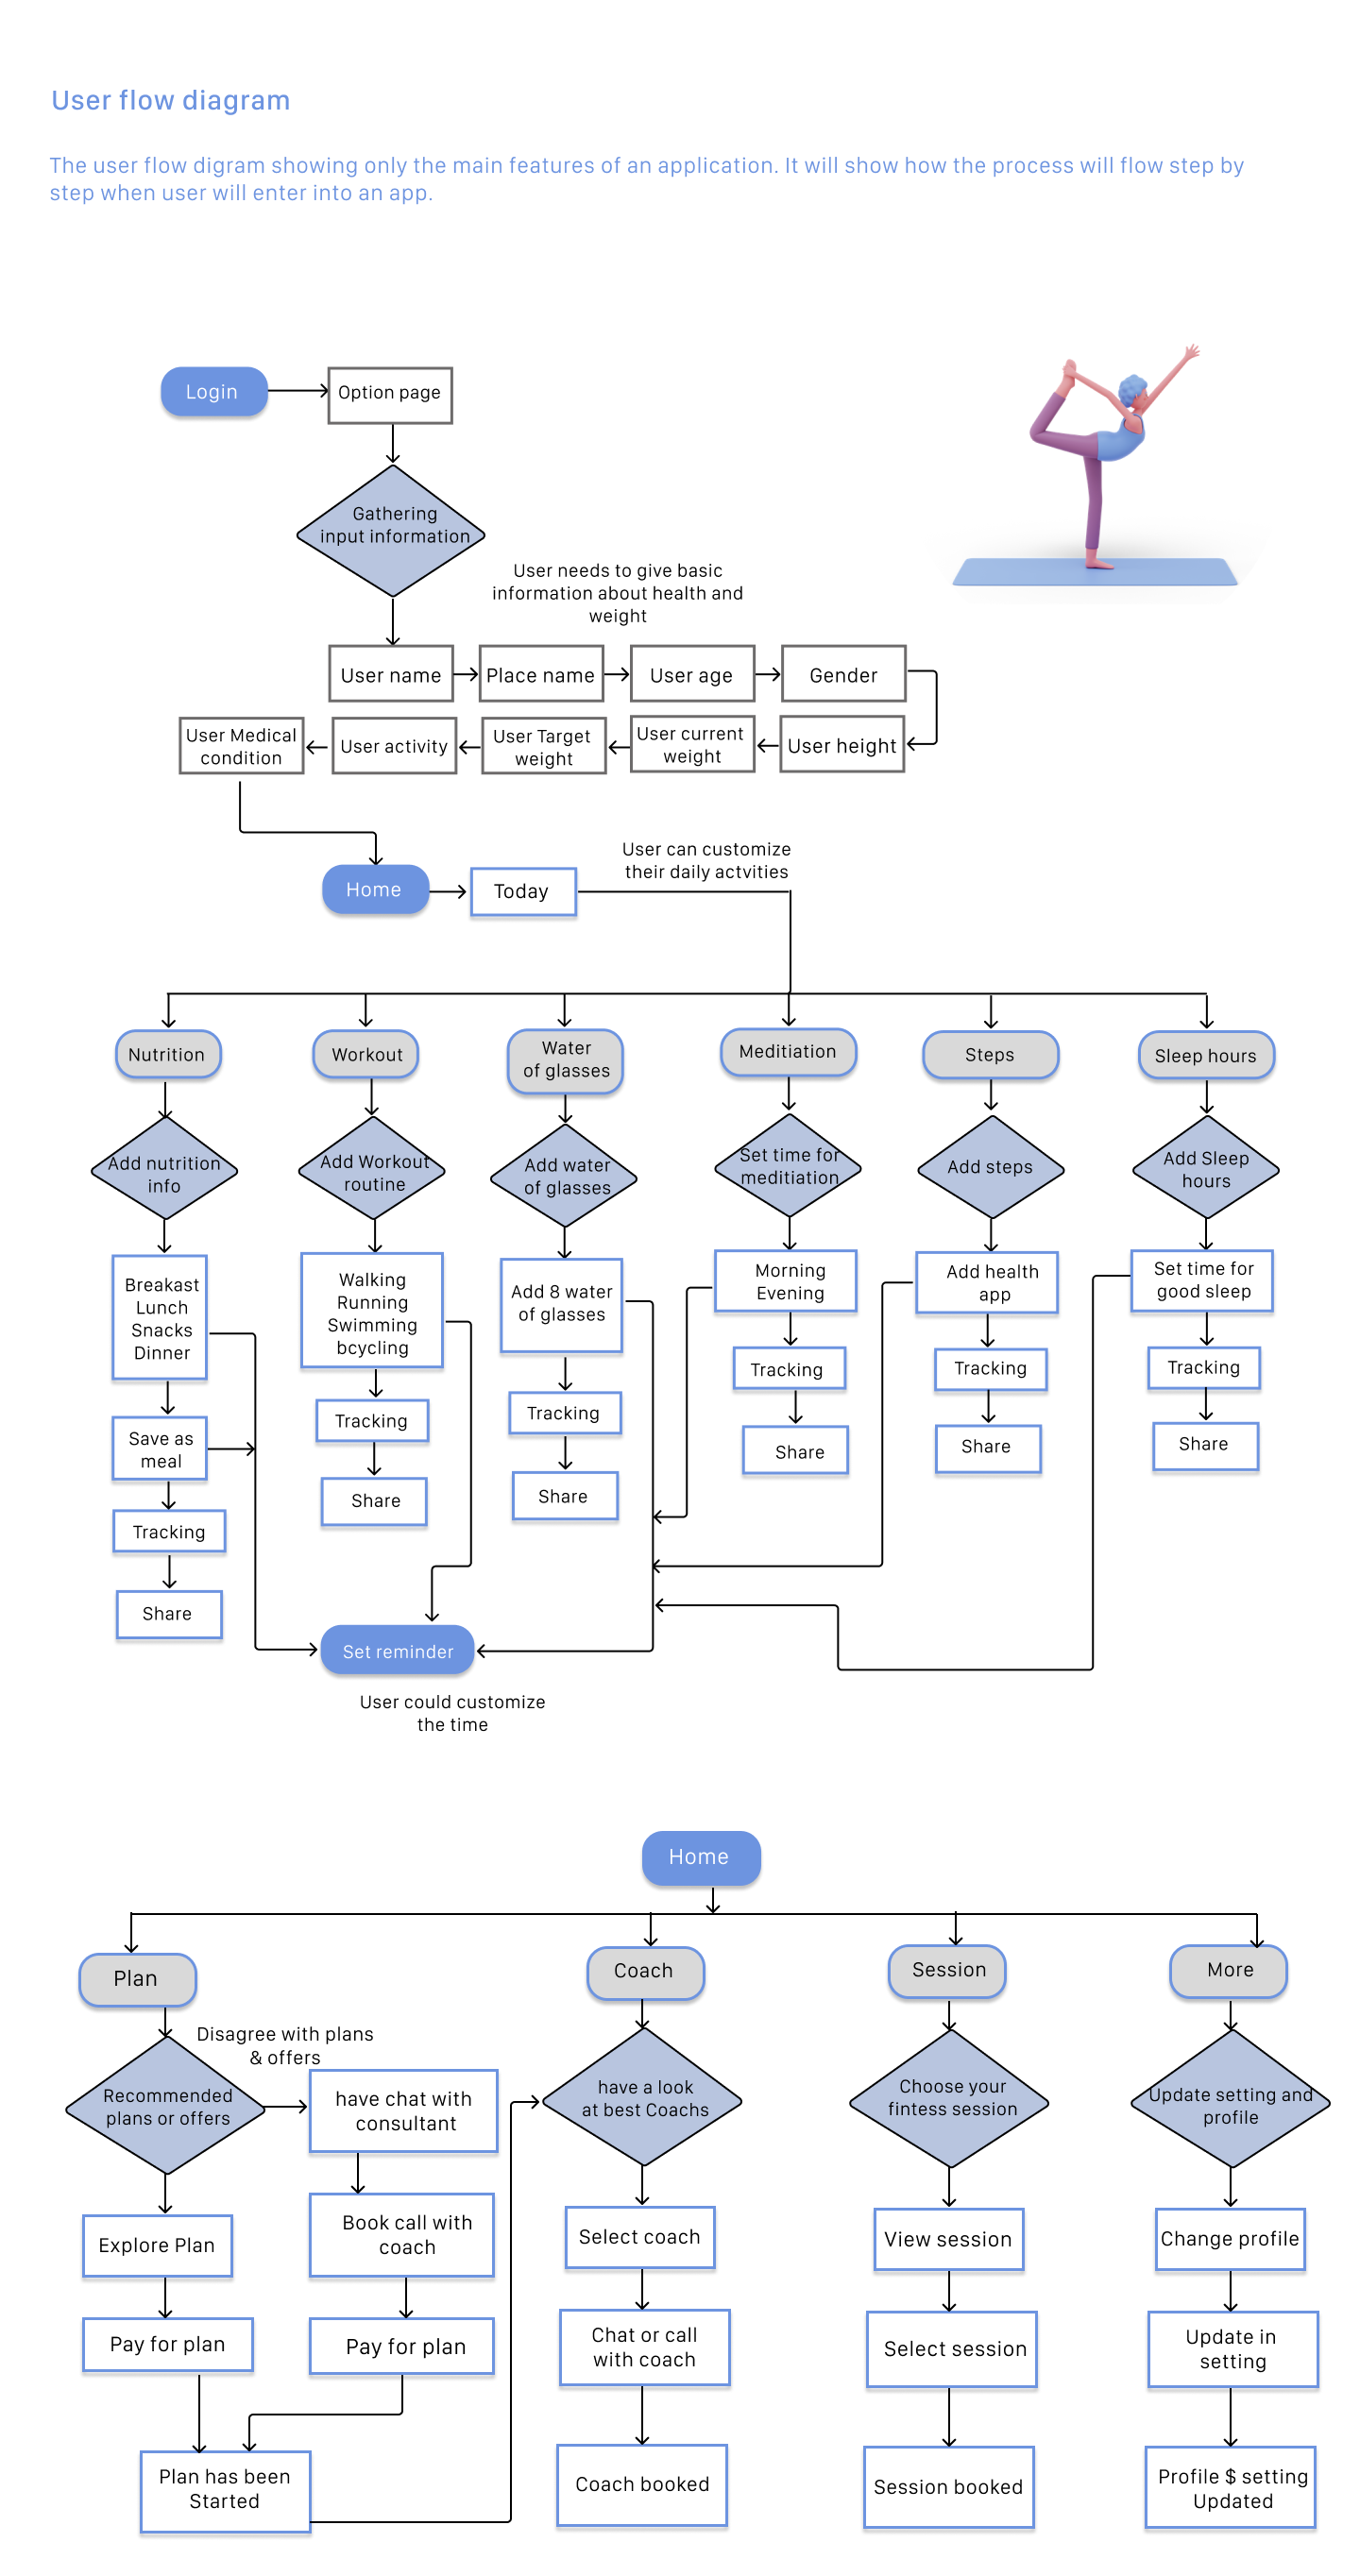 User flow diagram
The user flow digram showing only the main features of an application. It will show how the process will flow step by
step when user will enter into an app.
Login
Option page
Gathering
input information
User needs to give basic
information about health and
weight
User name
Place name
User age
Gender
User Medical
condition
User activity
User Target
weight
User current
weight
User height
Home
Today
User can customize
their daily actvities
Nutrition
Workout
Water
of glasses
Meditiation
Steps
Sleep hours
Add nutrition
info
Add Workout
routine
Add water
of glasses
Set time for
meditiation
Add steps
Add Sleep
hours
Breakast
Lunch
Snacks
Dinner
Walking
Running
Swimming
bcycling
Add 8 water
of glasses
Morning
Evening
Add health
app
Set time for
good sleep
Save as
meal
Tracking
Tracking
Tracking
Tracking
Tracking
Tracking
Share
Share
Share
Share
Share
Share
Set reminder
User could customize
the time
Home
Plan
Coach
Session
More
Disagree with plans
& offers
Recommended
plans or offers
have chat with
consultant
have a look
at best Coachs
Choose your
fintess session
Update setting and
profile
Explore Plan
Book call with
coach
Select coach
View session
Change profile
Pay for plan
Pay for plan
Chat or call
with coach
Select session
Update in
setting
Plan has been
Started
Coach booked
Session booked
Profile $ setting
Updated